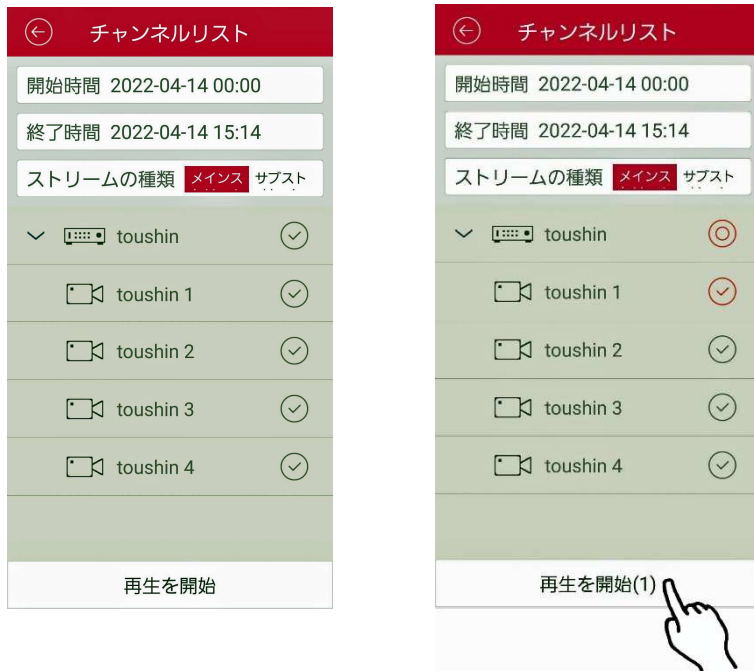 チャンネルリスト
開始時間 2022-04-14 00:00
終了時間 2022-04-14 15:14
ストリームの種類 メインス サブスト
toushin
toushin 1
toushin 2
toushin 3
toushin 4
再生を開始
チャンネルリスト
開始時間 2022-04-14 00:00
終了時間 2022-04-14 15:14
ストリームの種類 メインス サブスト
toushin
toushin 1
toushin 2
toushin 3
toushin 4
再生を開始(1)